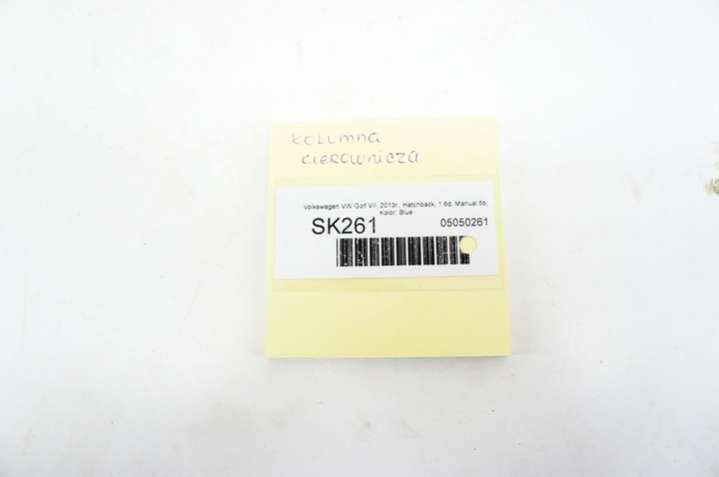 KOLUMNA
KIEROWNICZA
Volkswagen VW Golf VII, 2013r., Hatchback, 1.6d, Manual 5b,
Kolor: Blue
SK261
05050261